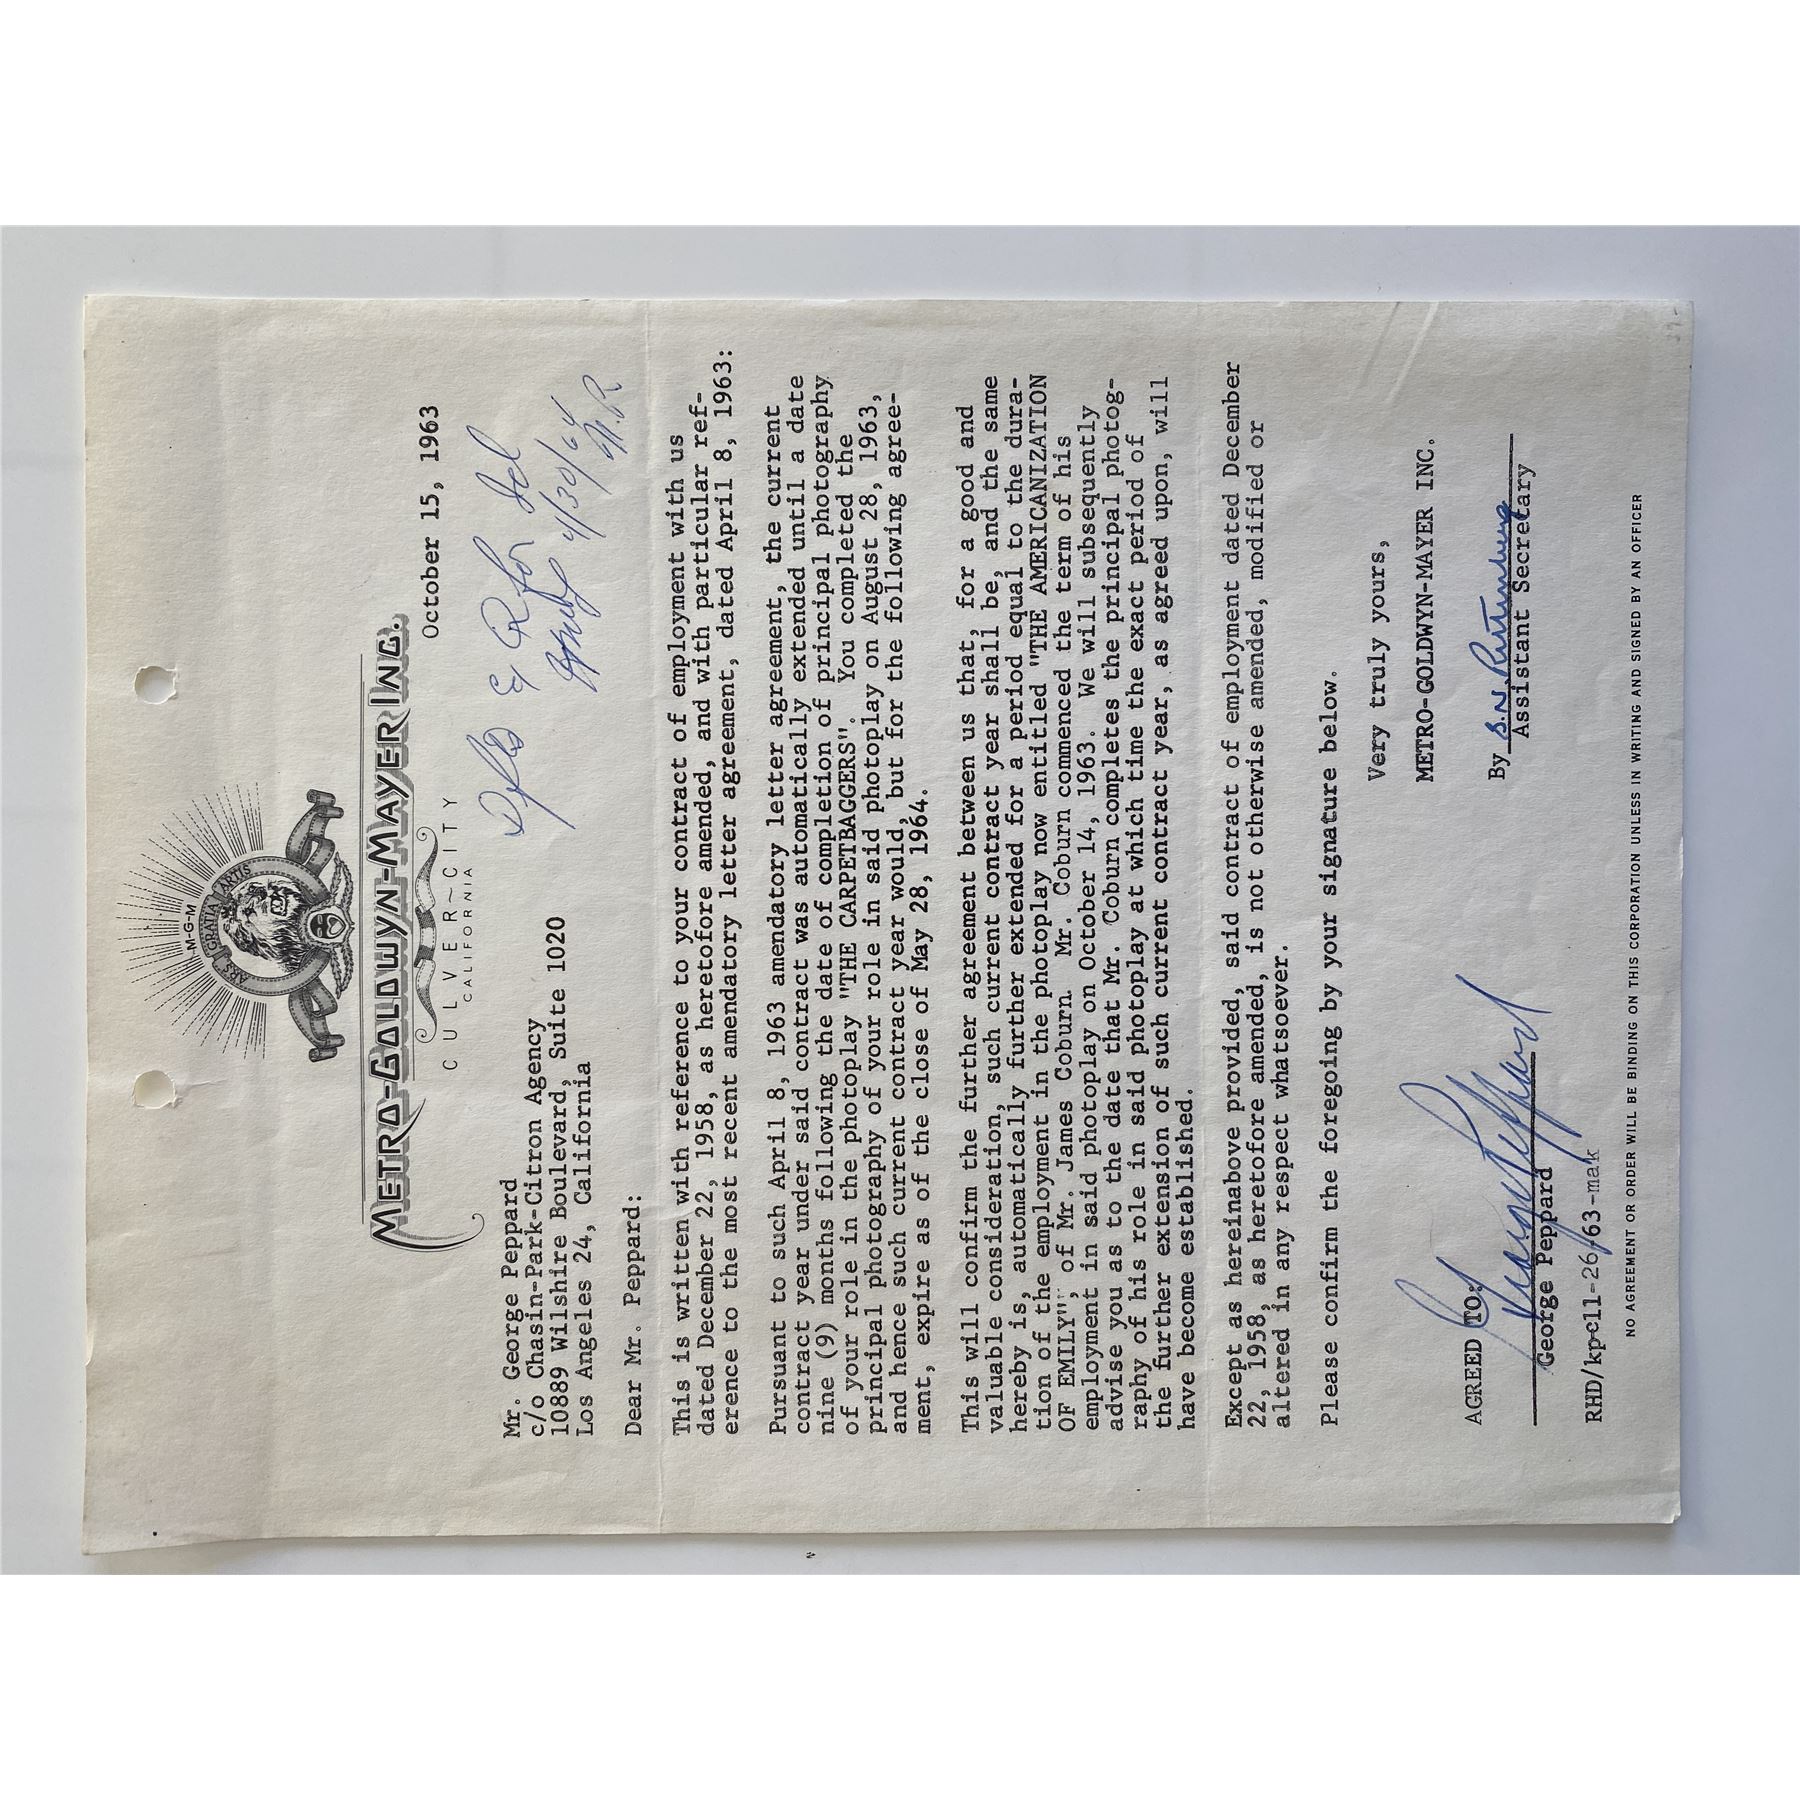 M-G-M
ARS GRATIA ARTIS
METRO-GOLDWYN-MAYER INC.
CULVER~CITY
CALIFORNIA
October 15, 1963
4/30/64
Mr. George Peppard
c/o Chasin-Park-Citron Agency
10889 Wilshire Boulevard, Suite 1020
Los Angeles 24, California
Dear Mr. Peppard:
This is written with reference to your contract of employment with us
dated December 22, 1958, as heretofore amended, and with particular ref-
erence to the most recent amendatory letter agreement, dated April 8, 1963:
Pursuant to such April 8, 1963 amendatory letter agreement, the current
contract year under said contract was automatically extended until a date
nine (9) months following the date of completion of principal photography
of your role in the photoplay "THE CARPETBAGGERS". You completed the
principal photography of your role in said photoplay on August 28, 1963,
and hence such current contract year would, but for the following agree-
ment, expire as of the close of May 28, 1964.
This will confirm the further agreement between us that, for a good and
valuable consideration, such current contract year shall be, and the same
hereby is, automatically further extended for a period equal to the dura-
tion of the employment in the photoplay now entitled "THE AMERICANIZATION
OF EMILY", of Mr. James Coburn. Mr. Coburn commenced the term of his
employment in said photoplay on October 14, 1963. We will subsequently
advise you as to the date that Mr. Coburn completes the principal photog-
raphy of his role in said photoplay at which time the exact period of
the further extension of such current contract year, as agreed upon, will
have become established.
Except as hereinabove provided, said contract of employment dated December
22, 1958, as heretofore amended, is not otherwise amended, modified or
altered in any respect whatsoever.
Please confirm the foregoing by your signature below.
Very truly yours,
METRO-GOLDWYN-MAYER INC.
By
Assistant Secretary
AGREED TO:
George Peppard
George Peppard
RHD/kpc11-26-63-mak
NO AGREEMENT OR ORDER WILL BE BINDING ON THIS CORPORATION UNLESS IN WRITING AND SIGNED BY AN OFFICER